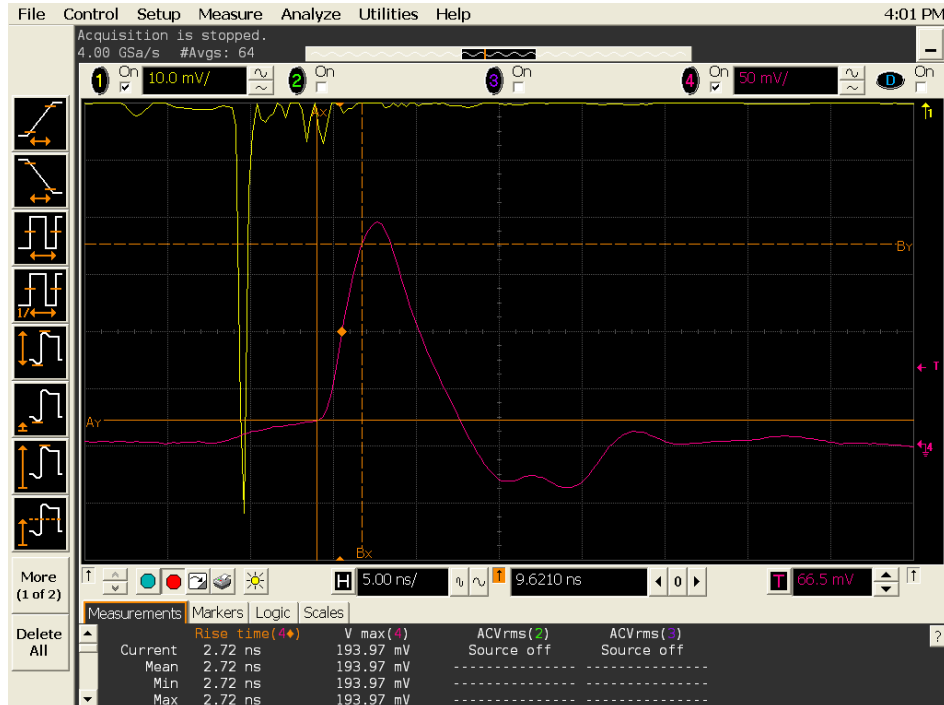 File Control Setup Measure Analyze Utilities Help 4:01 PM
Acquisition is stopped.
4.00 GSa/s #Avgs: 64
1 On 10.0 mV/ 2 On 3 On 4 On 50 mV/ D On
Ax
1
By
T
Ay
4
Bx
1/
More
(1 of 2)
Delete
All
H 5.00 ns/ 9.6210 ns 0 T 66.5 mV
Measurements Markers Logic Scales
Rise time(4♦) V max(4) ACVrms(2) ACVrms(3) ?
Current 2.72 ns 193.97 mV Source off Source off
Mean 2.72 ns 193.97 mV --------------- ---------------
Min 2.72 ns 193.97 mV --------------- ---------------
Max 2.72 ns 193.97 mV --------------- ---------------